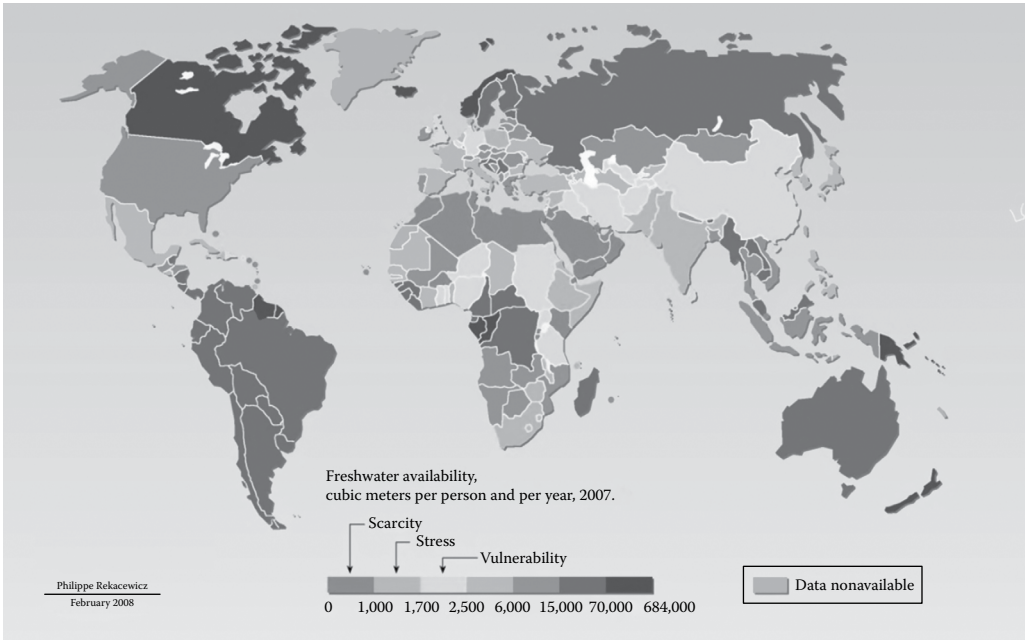 Freshwater availability,
cubic meters per person and per year, 2007.
Scarcity
Stress
Vulnerability
0 1,000 1,700 2,500 6,000 15,000 70,000 684,000
Philippe Rekacewicz
February 2008
Data nonavailable